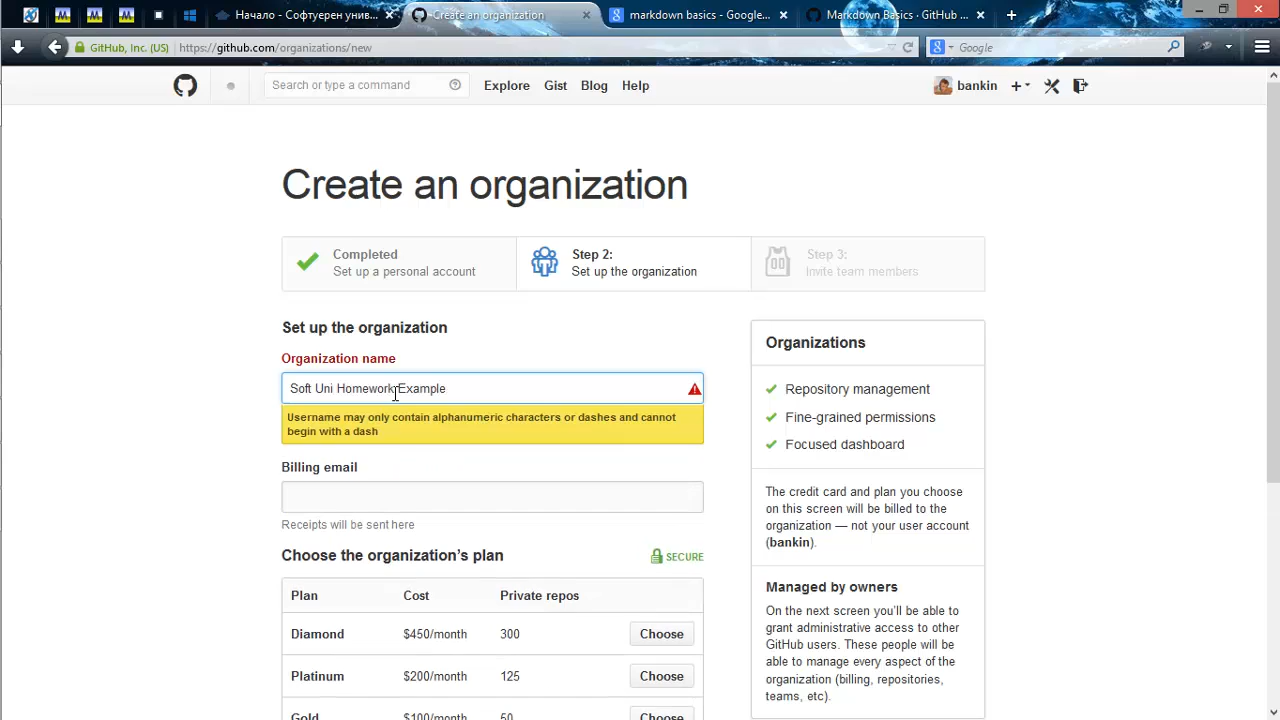 Начало - Софтуерен унив...
Create an organization
markdown basics - Google...
Markdown Basics · GitHub ...
GitHub, Inc. (US)
https://github.com/organizations/new
Google
Search or type a command
Explore
Gist
Blog
Help
bankin
Create an organization
Completed
Set up a personal account
Step 2:
Set up the organization
Step 3:
Invite team members
Set up the organization
Organization name
Soft Uni Homework Example
Username may only contain alphanumeric characters or dashes and cannot
begin with a dash
Billing email
Receipts will be sent here
Choose the organization's plan
SECURE
Plan Cost Private repos
Diamond $450/month 300 Choose
Platinum $200/month 125 Choose
Gold $100/month 50 Choose
Organizations
Repository management
Fine-grained permissions
Focused dashboard
The credit card and plan you choose
on this screen will be billed to the
organization — not your user account
(bankin).
Managed by owners
On the next screen you'll be able to
grant administrative access to other
GitHub users. These people will be
able to manage every aspect of the
organization (billing, repositories,
teams, etc).